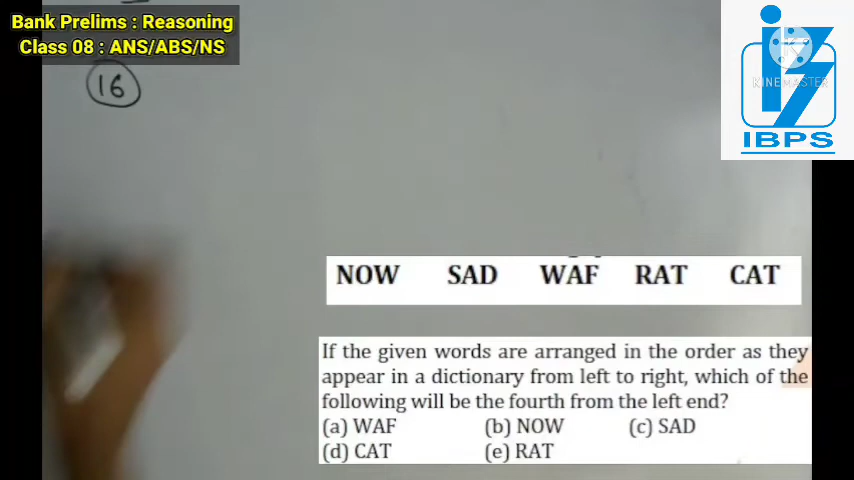 Bank Prelims : Reasoning
Class 08 : ANS/ABS/NS
16
KINEMASTER
IBPS
NOW SAD WAF RAT CAT
If the given words are arranged in the order as they
appear in a dictionary from left to right, which of the
following will be the fourth from the left end?
(a) WAF (b) NOW (c) SAD
(d) CAT (e) RAT